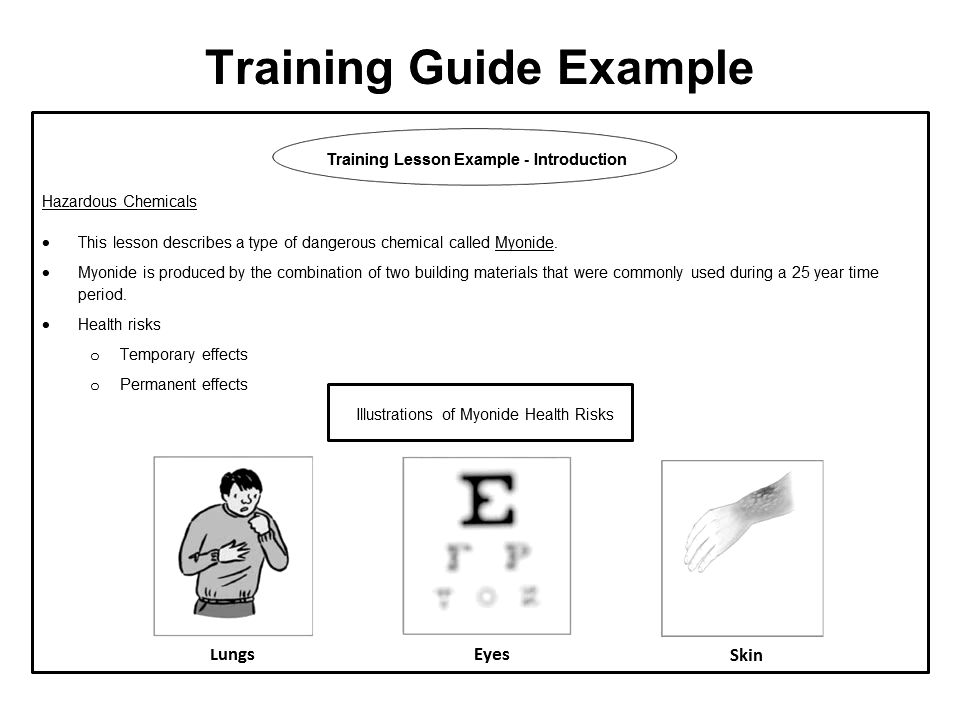 Training Guide Example
Training Lesson Example - Introduction
Hazardous Chemicals
• This lesson describes a type of dangerous chemical called Myonide.
• Myonide is produced by the combination of two building materials that were commonly used during a 25 year time
period.
• Health risks
o Temporary effects
o Permanent effects
Illustrations of Myonide Health Risks
E
F P
T O Z
Lungs
Eyes
Skin